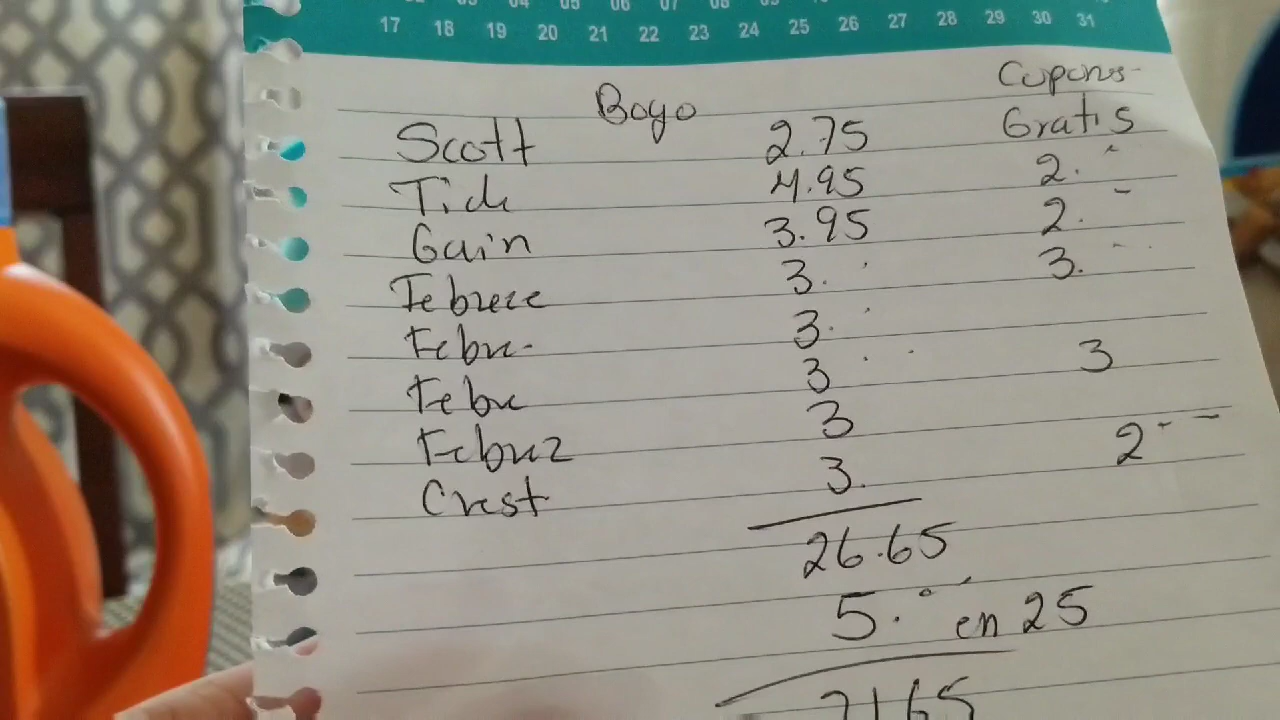 17 18 19 20 21 22 23 24 25 26 27 28 29 30 31
Cupones
Bogo Gratis
Scott 2.75
Tide 4.95 2.
Gain 3.95 2.
Febreze 3. 3.
Febre- 3.
Febre 3 3
Febrez 3
Crest 3. 2
26.65
5. en 25
21 65